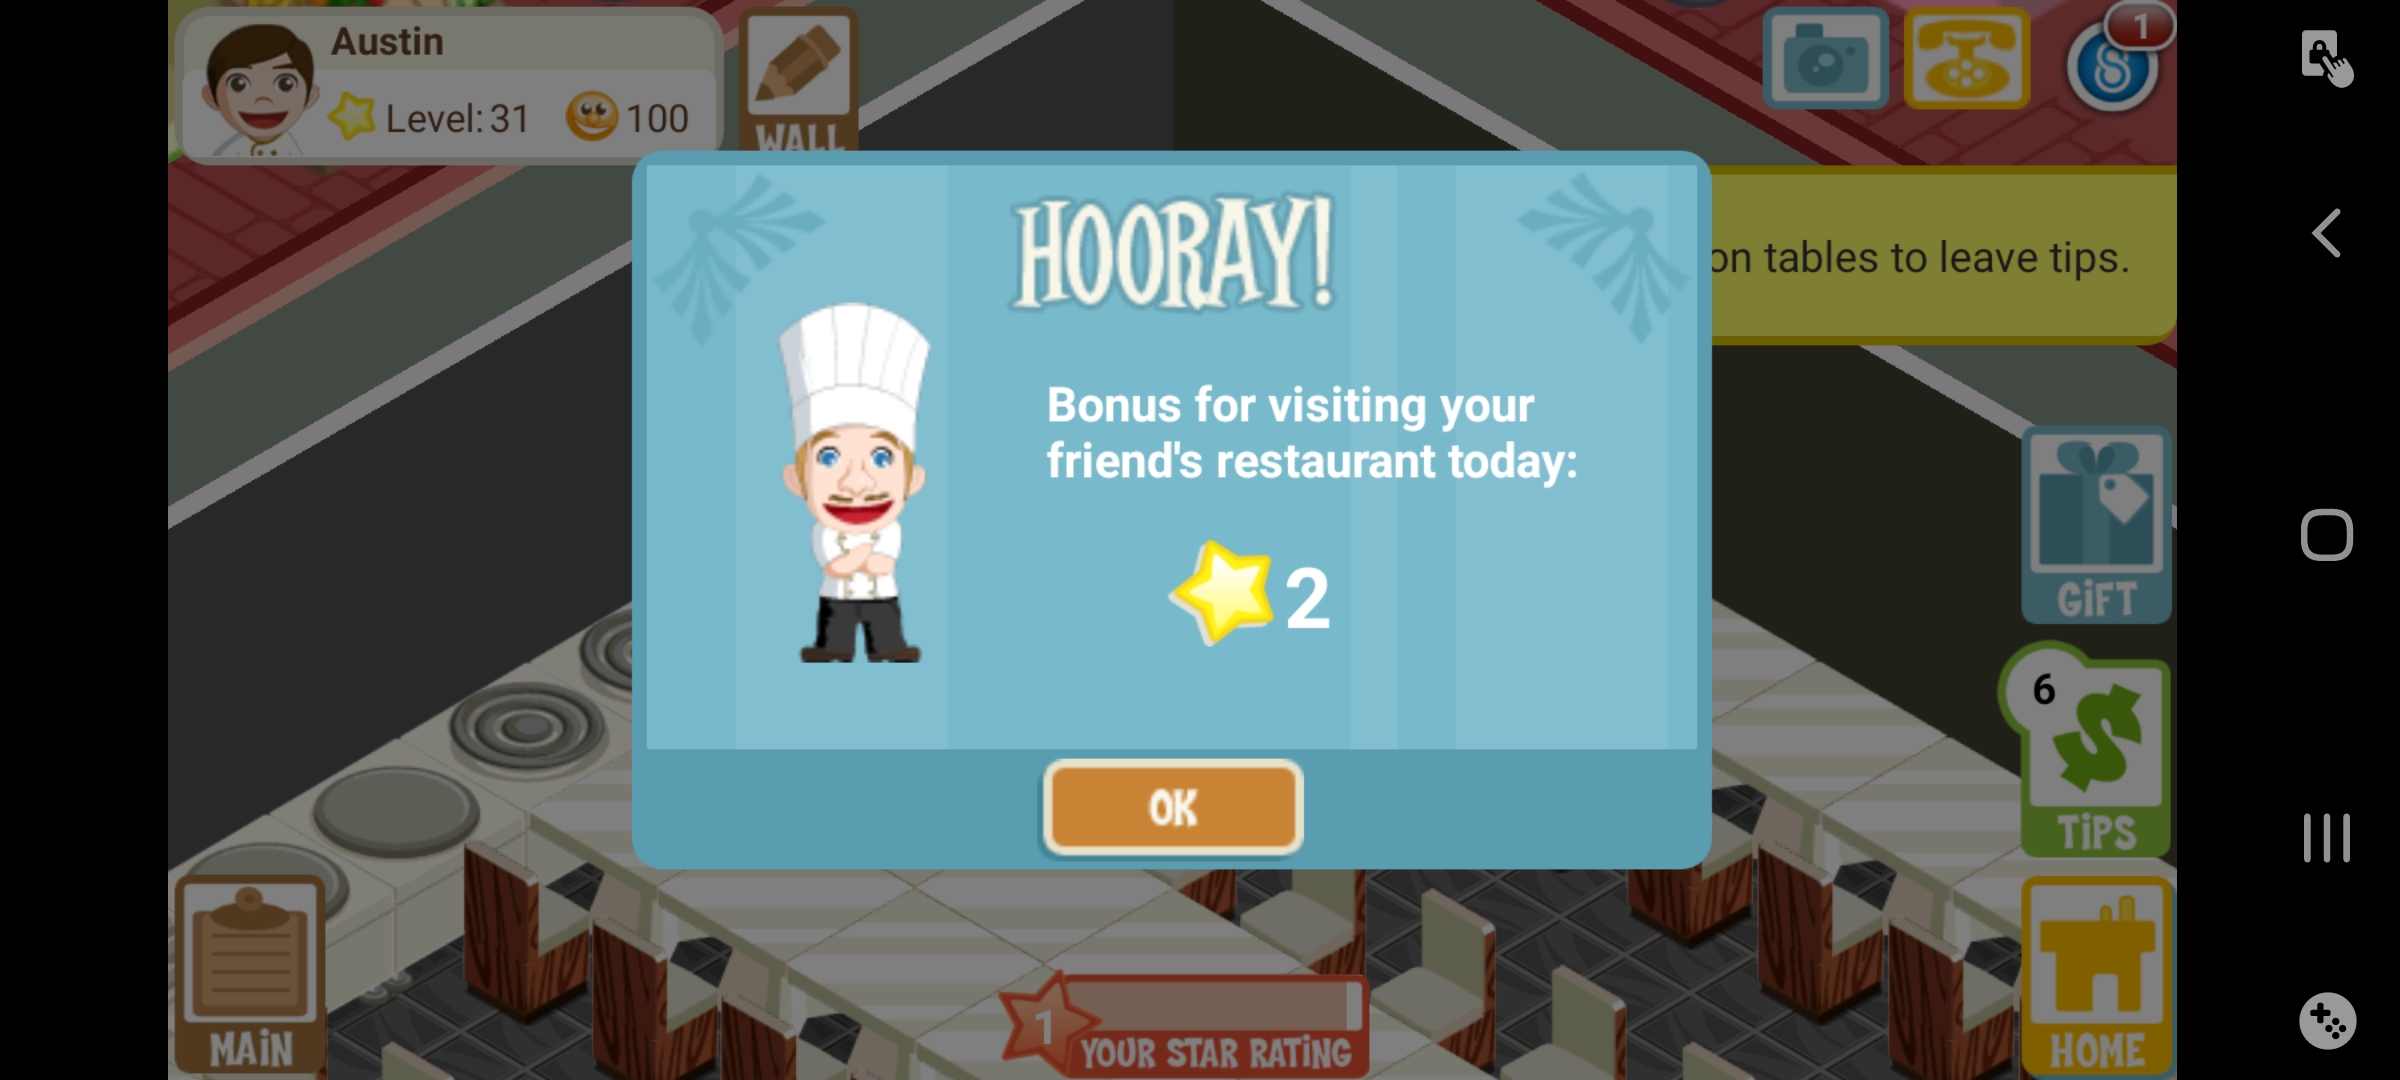 Austin
Level: 31
100
WALL
1
HOORAY!
on tables to leave tips.
Bonus for visiting your
friend's restaurant today:
2
GIFT
6
TIPS
OK
MAIN
1
YOUR STAR RATING
HOME